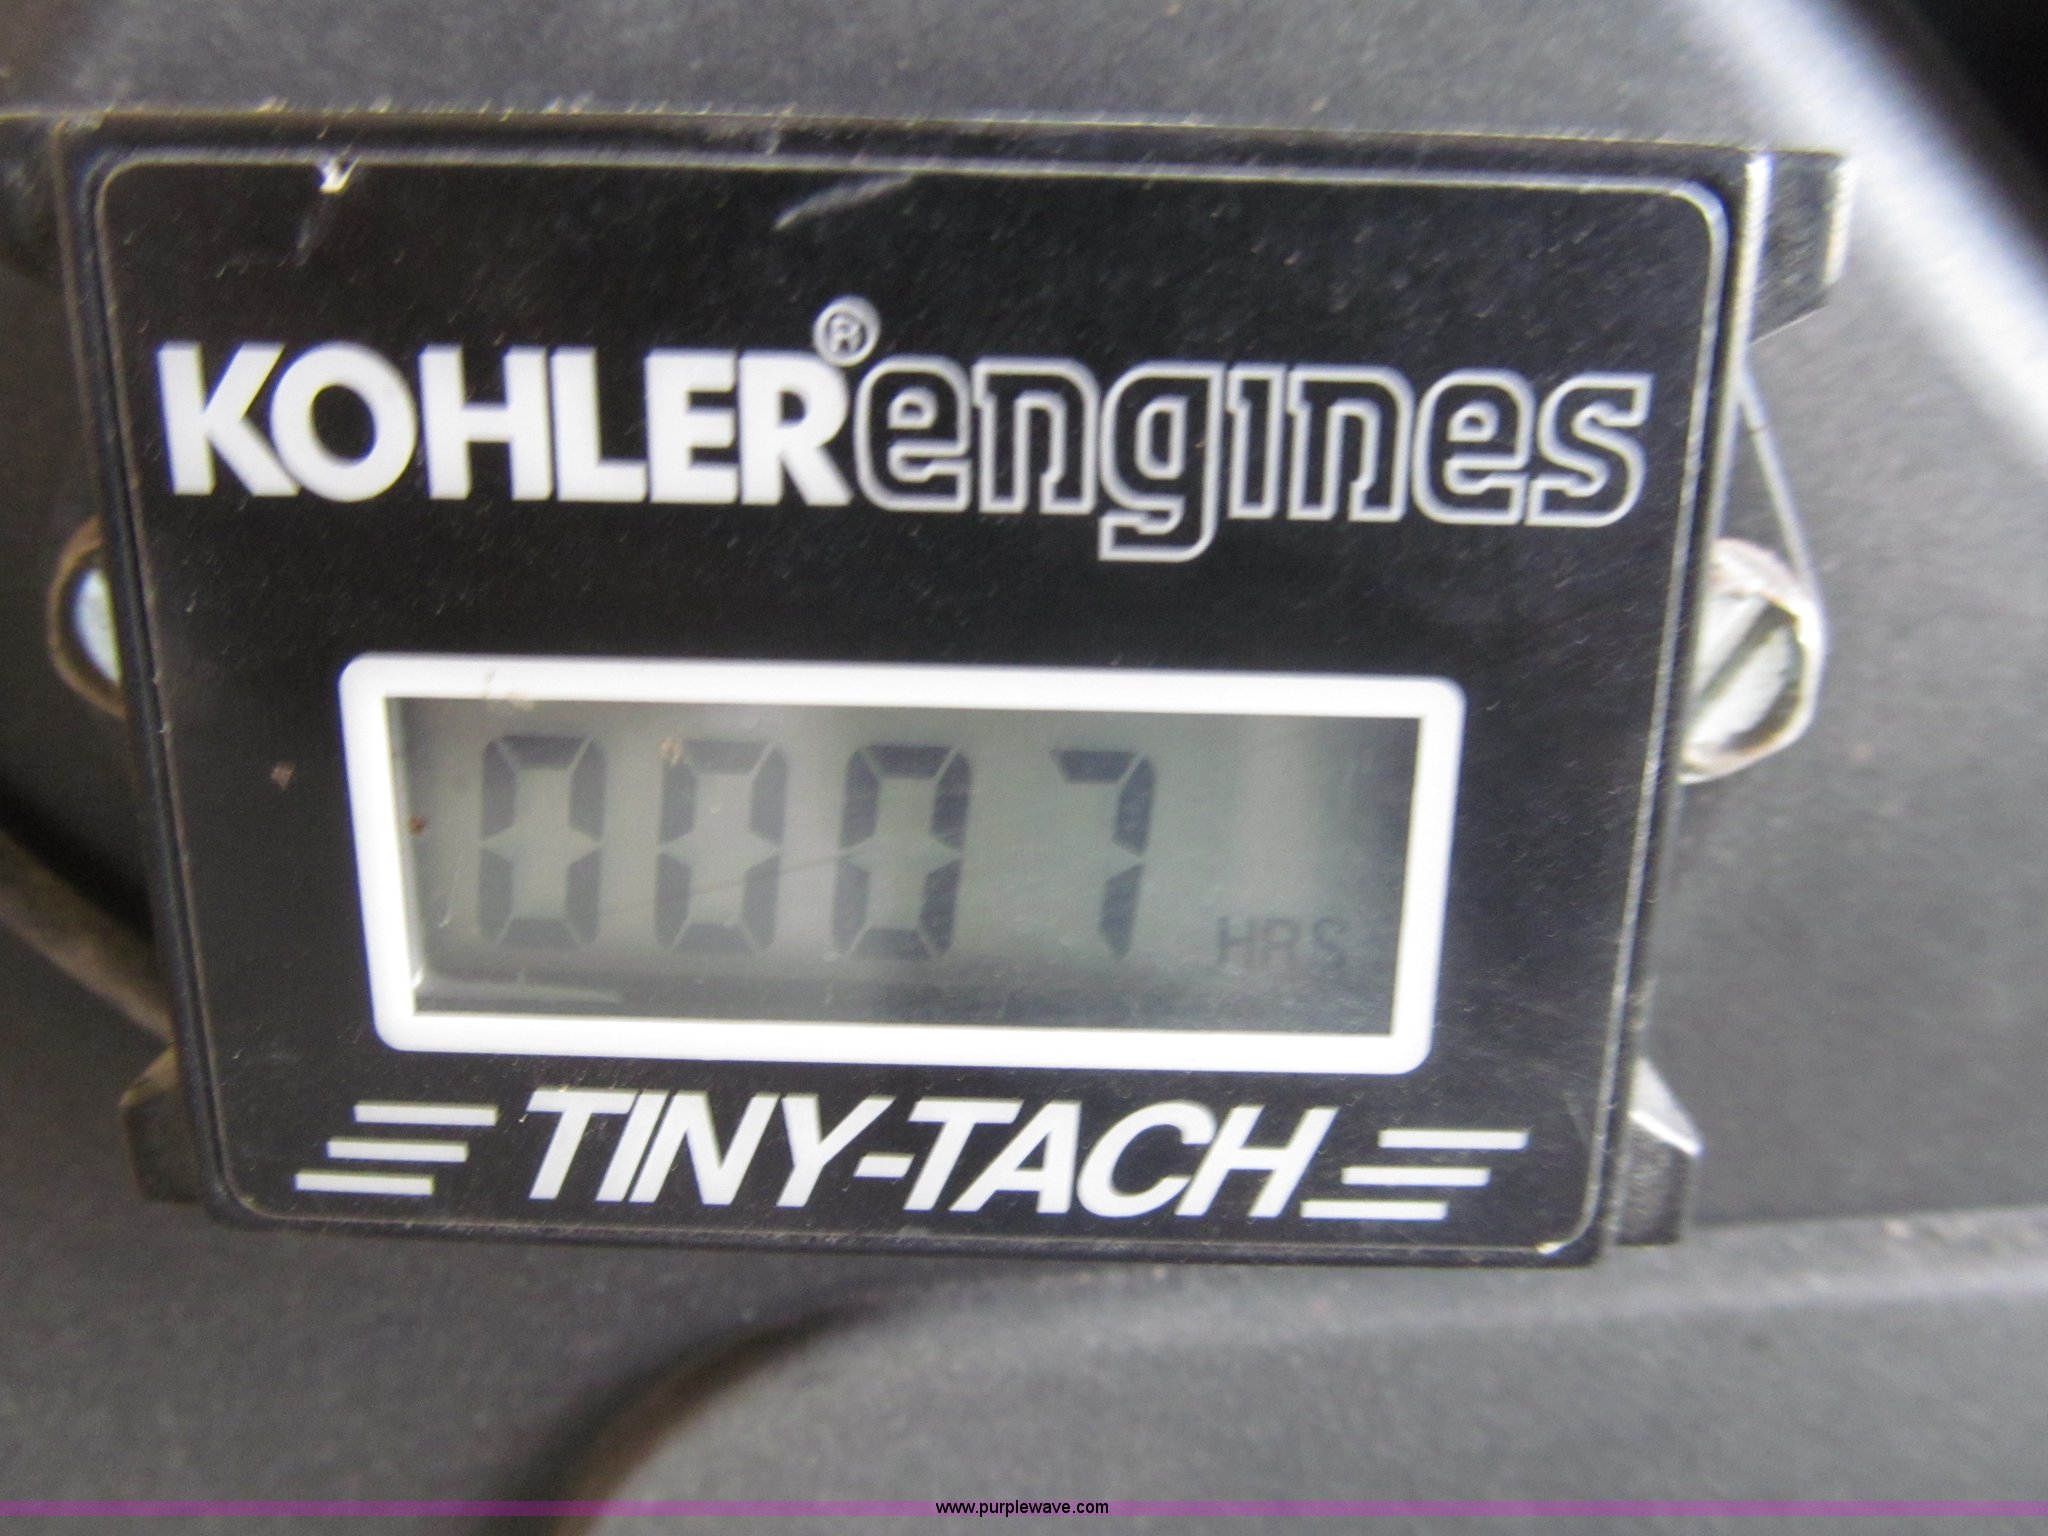 KOHLER® engines
0007 HRS
TINY-TACH
www.purplewave.com